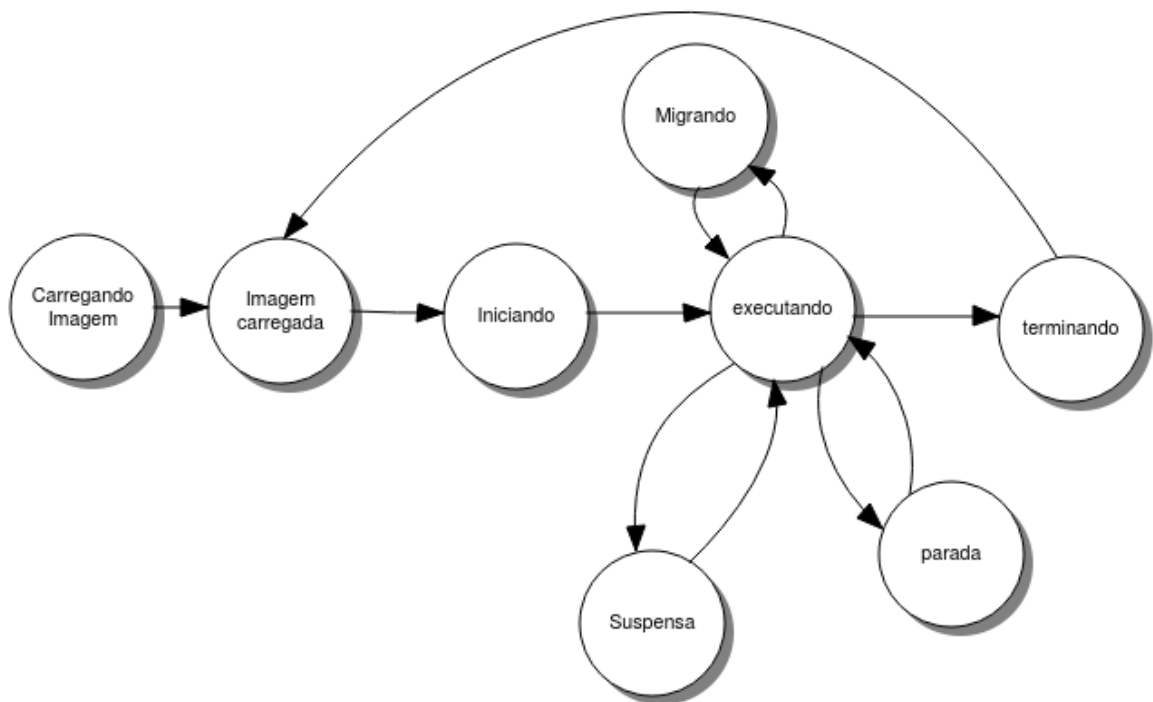 Migrando
Carregando
Imagem
Imagem
carregada
Iniciando
executando
terminando
parada
Suspensa